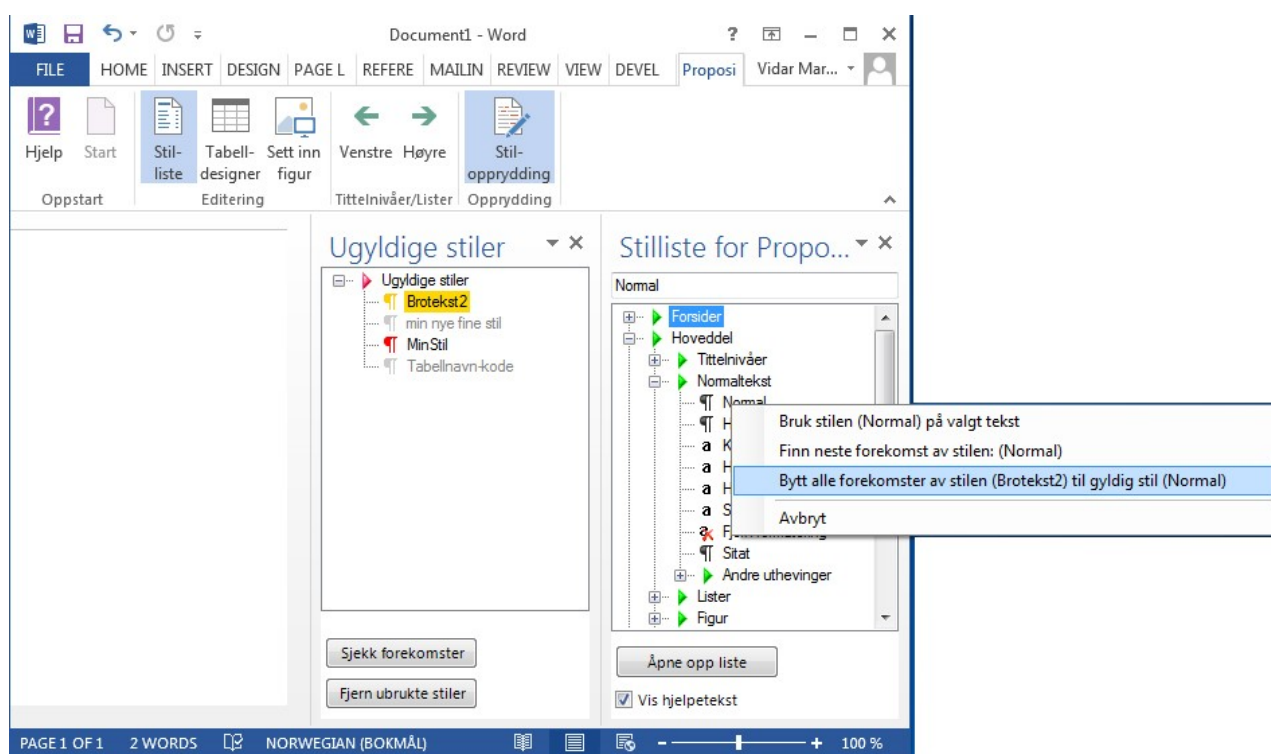 Document1 - Word
FILE HOME INSERT DESIGN PAGE L REFERE MAILIN REVIEW VIEW DEVEL Proposi Vidar Mar...
Hjelp
Start
Stil-
liste
Tabell-
designer
Sett inn
figur
Venstre
Høyre
Stil-
opprydding
Oppstart
Editering
Tittelnivåer/Lister
Opprydding
Ugyldige stiler
Ugyldige stiler
Brotekst2
min nye fine stil
MinStil
Tabellnavn-kode
Sjekk forekomster
Fjern ubrukte stiler
Stilliste for Propo...
Normal
Forsider
Hoveddel
Tittelnivåer
Normaltekst
Normal
H
a K
a H
a H
a S
Sitat
Andre uthevinger
Lister
Figur
Åpne opp liste
Vis hjelpetekst
Bruk stilen (Normal) på valgt tekst
Finn neste forekomst av stilen: (Normal)
Bytt alle forekomster av stilen (Brotekst2) til gyldig stil (Normal)
Avbryt
PAGE 1 OF 1 2 WORDS NORWEGIAN (BOKMÅL) 100 %